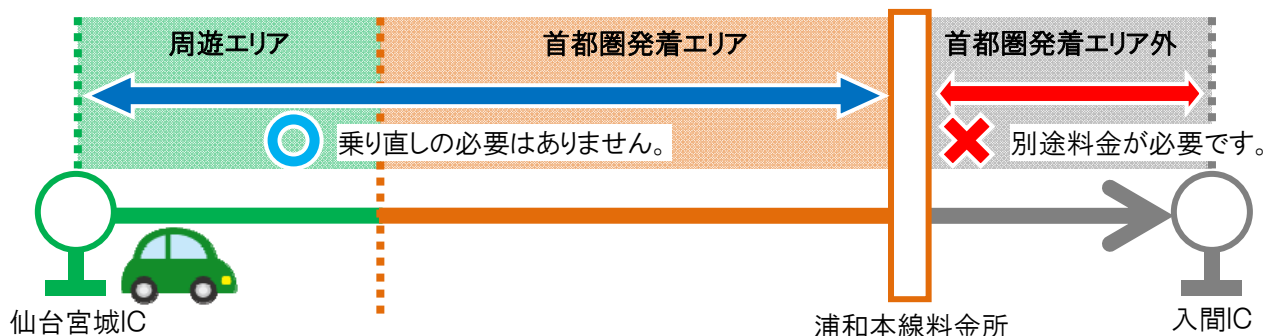 周遊エリア
首都圏発着エリア
首都圏発着エリア外
乗り直しの必要はありません。
別途料金が必要です。
仙台宮城IC
浦和本線料金所
入間IC